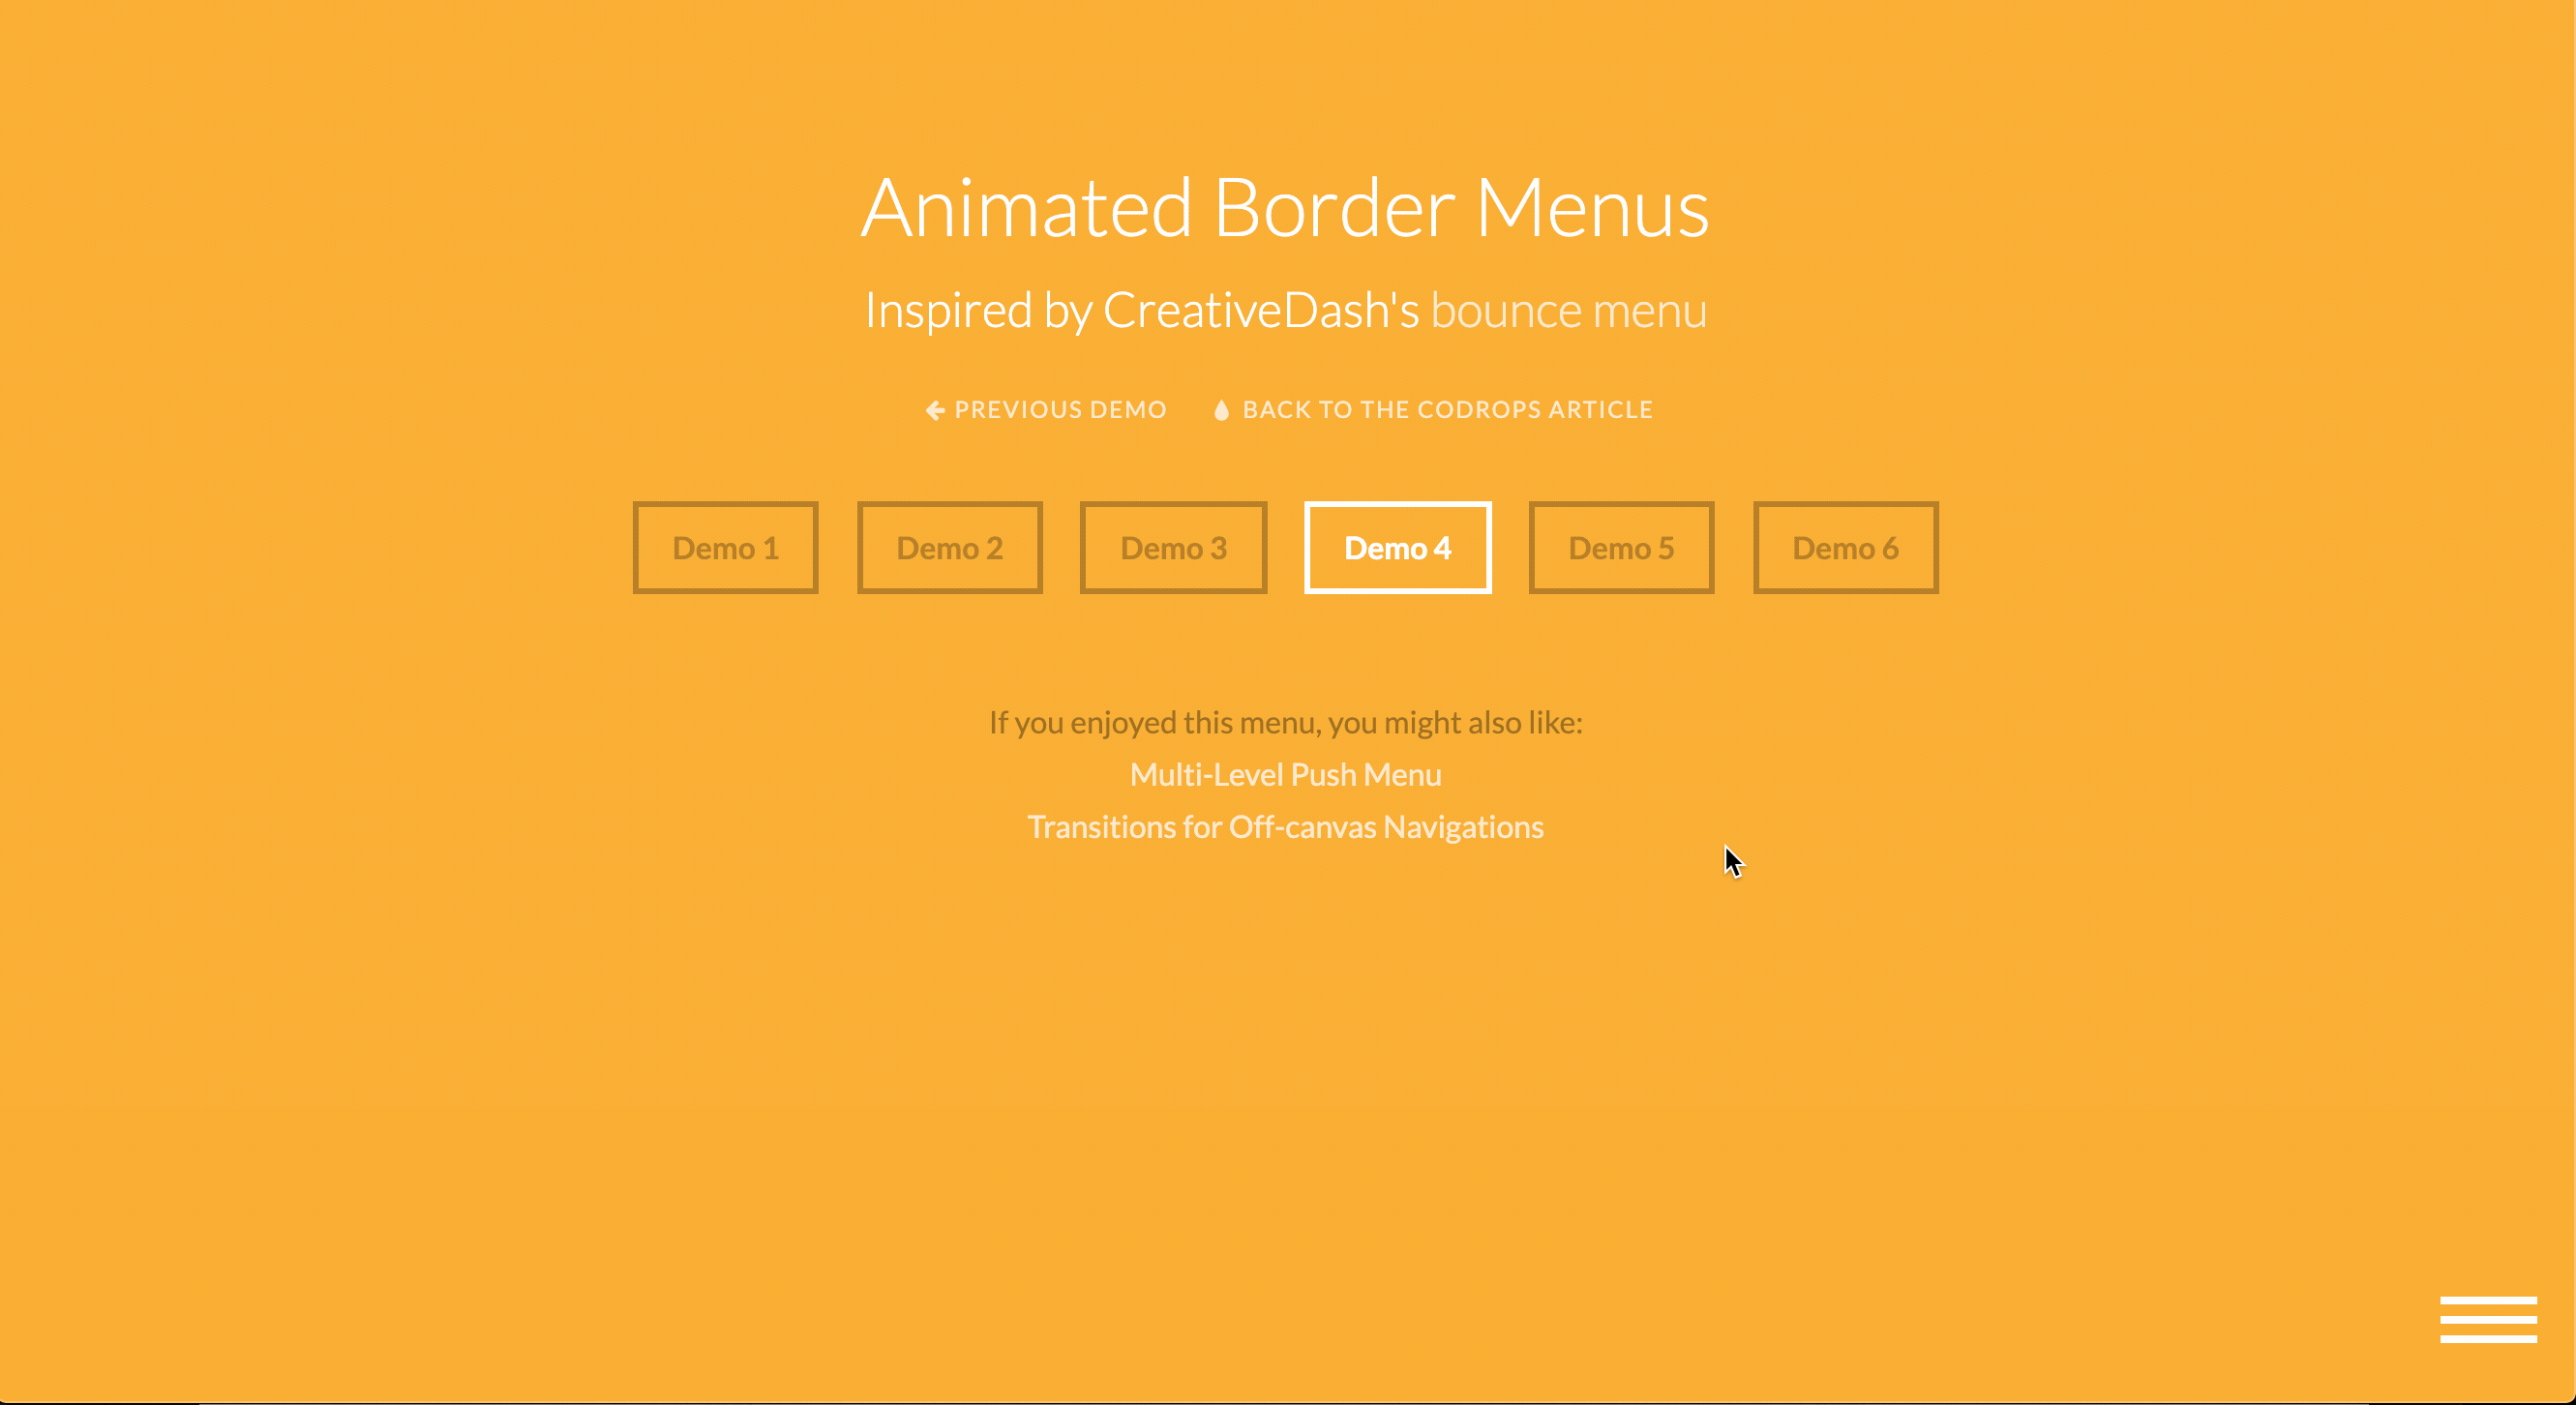 Animated Border Menus
Inspired by CreativeDash's bounce menu
PREVIOUS DEMO BACK TO THE CODROPS ARTICLE
Demo 1 Demo 2 Demo 3 Demo 4 Demo 5 Demo 6
If you enjoyed this menu, you might also like:
Multi-Level Push Menu
Transitions for Off-canvas Navigations